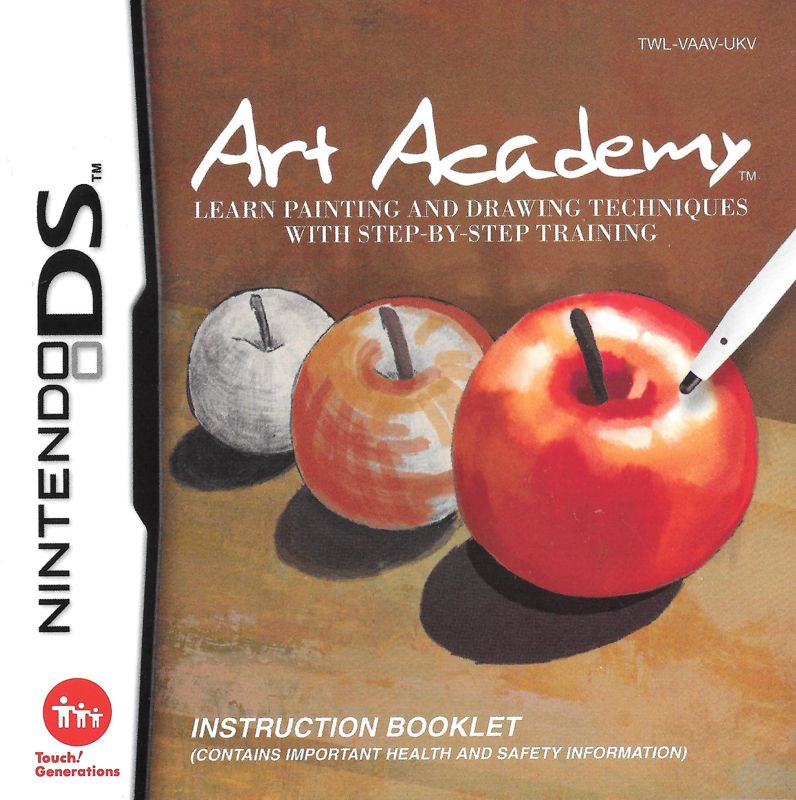 TWL-VAAV-UKV
Art Academy™
LEARN PAINTING AND DRAWING TECHNIQUES
WITH STEP-BY-STEP TRAINING
NINTENDO DS™
INSTRUCTION BOOKLET
(CONTAINS IMPORTANT HEALTH AND SAFETY INFORMATION)
Touch!
Generations